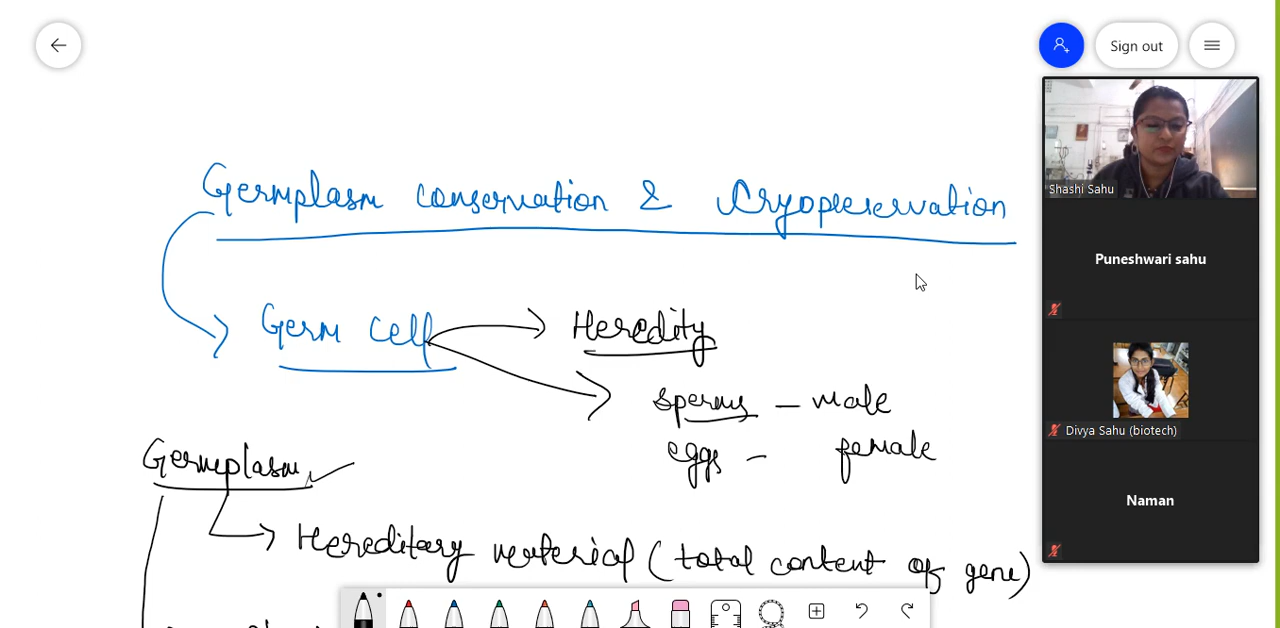 Sign out
Shashi Sahu
Germplasm conservation & Cryopreservation
Puneshwari sahu
Germ cell
Heredity
sperms - male
eggs - female
Divya Sahu (biotech)
Germplasm
Naman
Hereditary material (total content of gene)